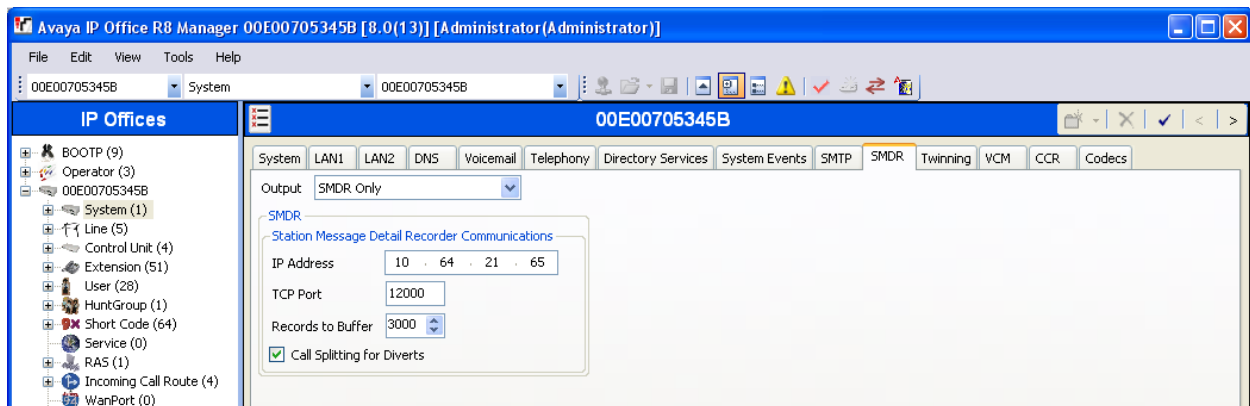 Avaya IP Office R8 Manager 00E00705345B [8.0(13)] [Administrator(Administrator)]
File Edit View Tools Help
00E00705345B System 00E00705345B
IP Offices 00E00705345B
BOOTP (9)
Operator (3)
00E00705345B
System (1)
Line (5)
Control Unit (4)
Extension (51)
User (28)
HuntGroup (1)
Short Code (64)
Service (0)
RAS (1)
Incoming Call Route (4)
WanPort (0)
System LAN1 LAN2 DNS Voicemail Telephony Directory Services System Events SMTP SMDR Twinning VCM CCR Codecs
Output SMDR Only
SMDR
Station Message Detail Recorder Communications
IP Address 10 . 64 . 21 . 65
TCP Port 12000
Records to Buffer 3000
Call Splitting for Diverts